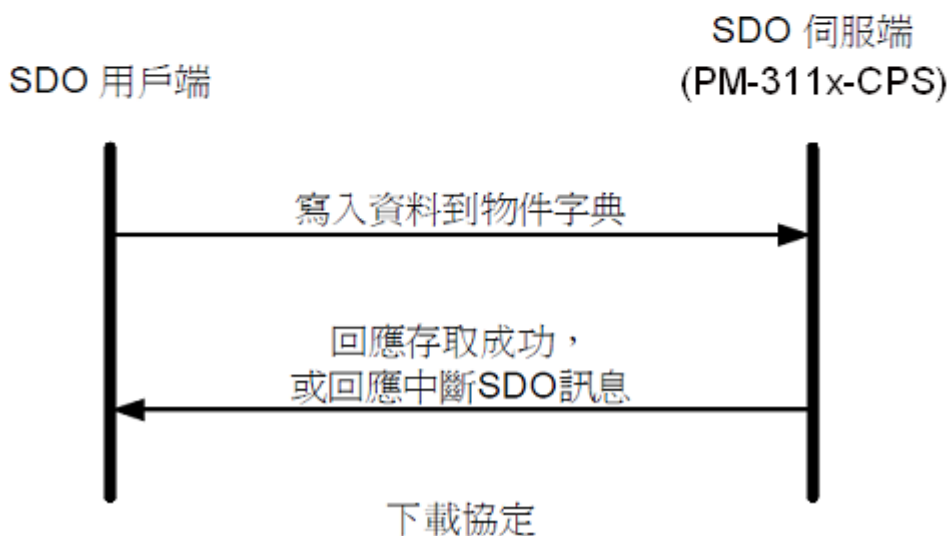 SDO 伺服端
(PM-311x-CPS)
SDO 用戶端
寫入資料到物件字典
回應存取成功，
或回應中斷SDO訊息
下載協定